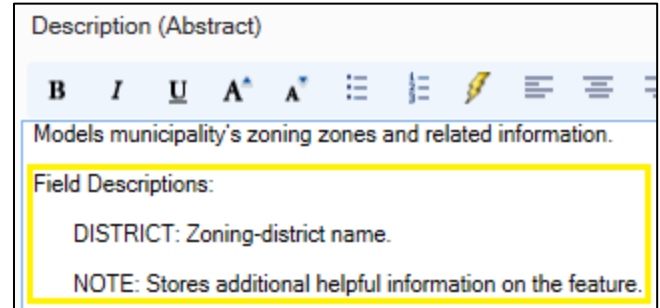 Description (Abstract)
B I U A A
Models municipality's zoning zones and related information.
Field Descriptions:
DISTRICT: Zoning-district name.
NOTE: Stores additional helpful information on the feature.